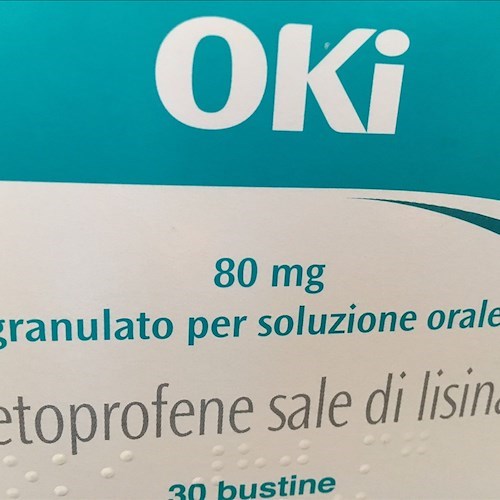 OKi
80 mg
granulato per soluzione orale
etoprofene sale di lisina
30 bustine